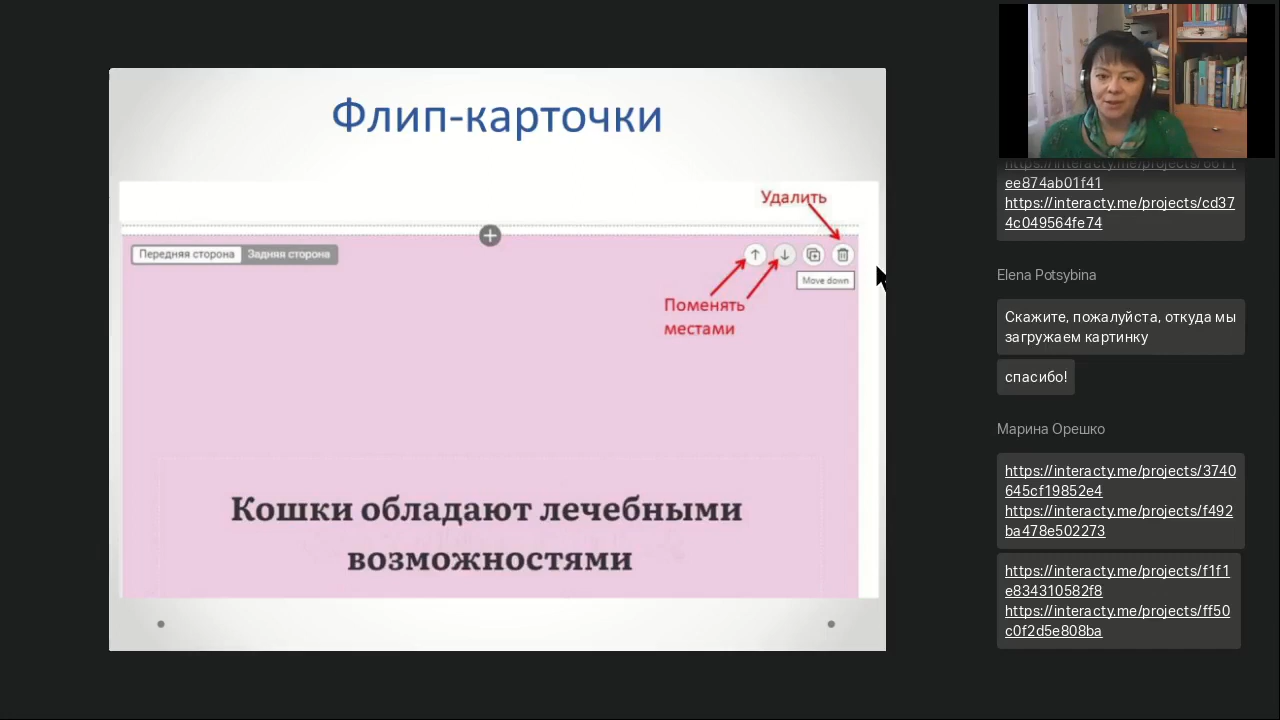 Флип-карточки
Удалить
Передняя сторона Задняя сторона
Move down
Поменять
местами
Кошки обладают лечебными
возможностями
ee874ab01f41
https://interacty.me/projects/cd37
4c049564fe74
Elena Potsybina
Скажите, пожалуйста, откуда мы
загружаем картинку
спасибо!
Марина Орешко
https://interacty.me/projects/3740
645cf19852e4
https://interacty.me/projects/f492
ba478e502273
https://interacty.me/projects/f1f1
e834310582f8
https://interacty.me/projects/ff50
c0f2d5e808ba